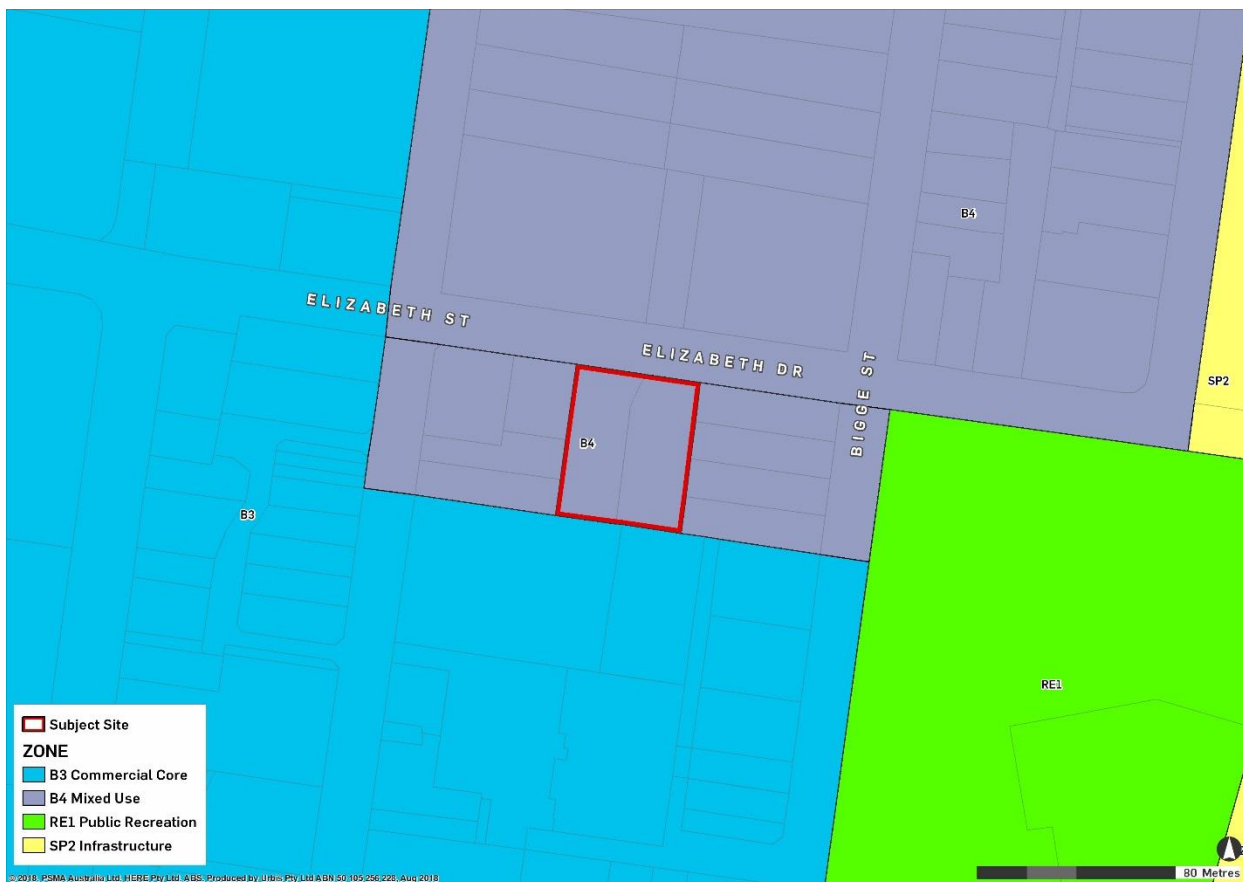 B4
ELIZABETH ST
ELIZABETH DR
BIGGE ST
SP2
B4
B3
RE1
Subject Site
ZONE
B3 Commercial Core
B4 Mixed Use
RE1 Public Recreation
SP2 Infrastructure
80 Metres
© 2018. PSMA Australia Ltd, HERE Pty Ltd. ABS. Produced by Urbis Pty Ltd ABN 50 105 256 228, Aug 2018